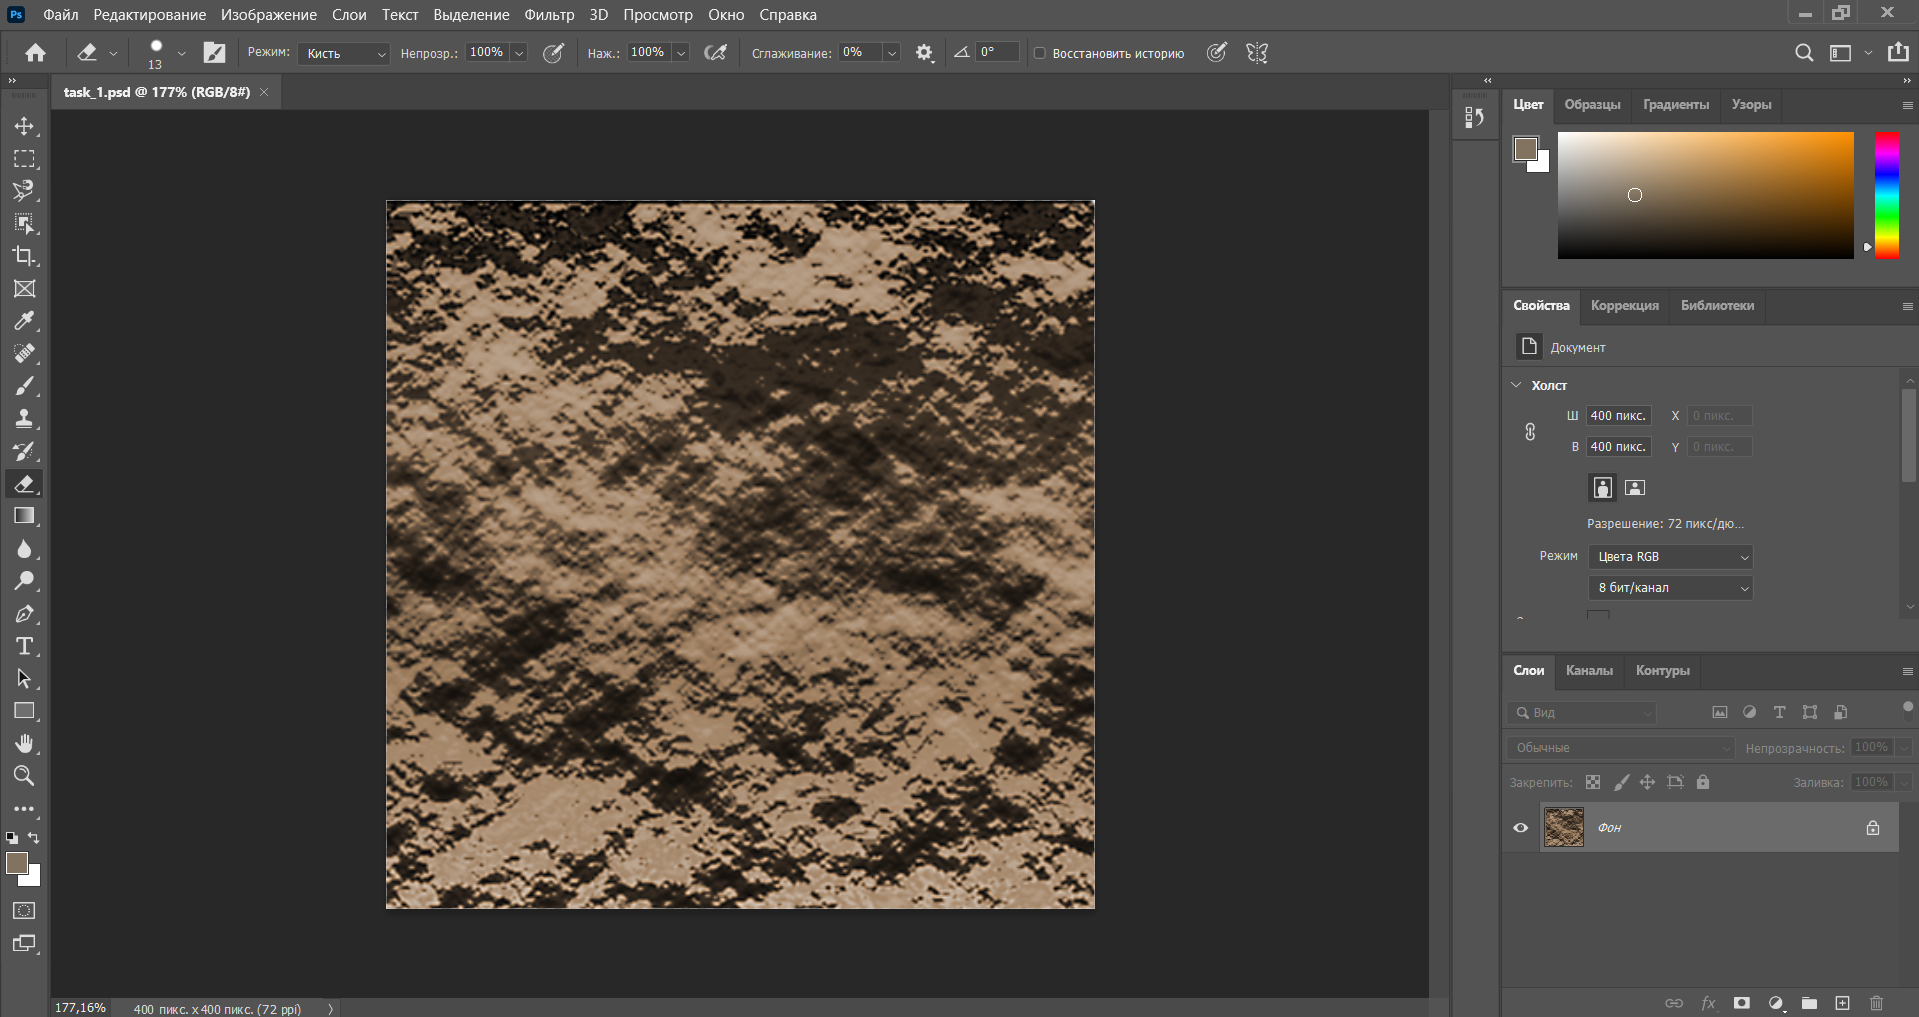 Ps Файл Редактирование Изображение Слои Текст Выделение Фильтр 3D Просмотр Окно Справка
13 Режим: Кисть Непрозр.: 100% Наж.: 100% Сглаживание: 0% 0° Восстановить историю
task_1.psd @ 177% (RGB/8#)
Цвет Образцы Градиенты Узоры
Свойства Коррекция Библиотеки
Документ
Холст
Ш 400 пикс. X 0 пикс.
В 400 пикс. Y 0 пикс.
Разрешение: 72 пикс/дю...
Режим Цвета RGB
8 бит/канал
Слои Каналы Контуры
Вид
Обычные Непрозрачность: 100%
Закрепить: Заливка: 100%
Фон
fx
177,16% 400 пикс. x 400 пикс. (72 ppi)